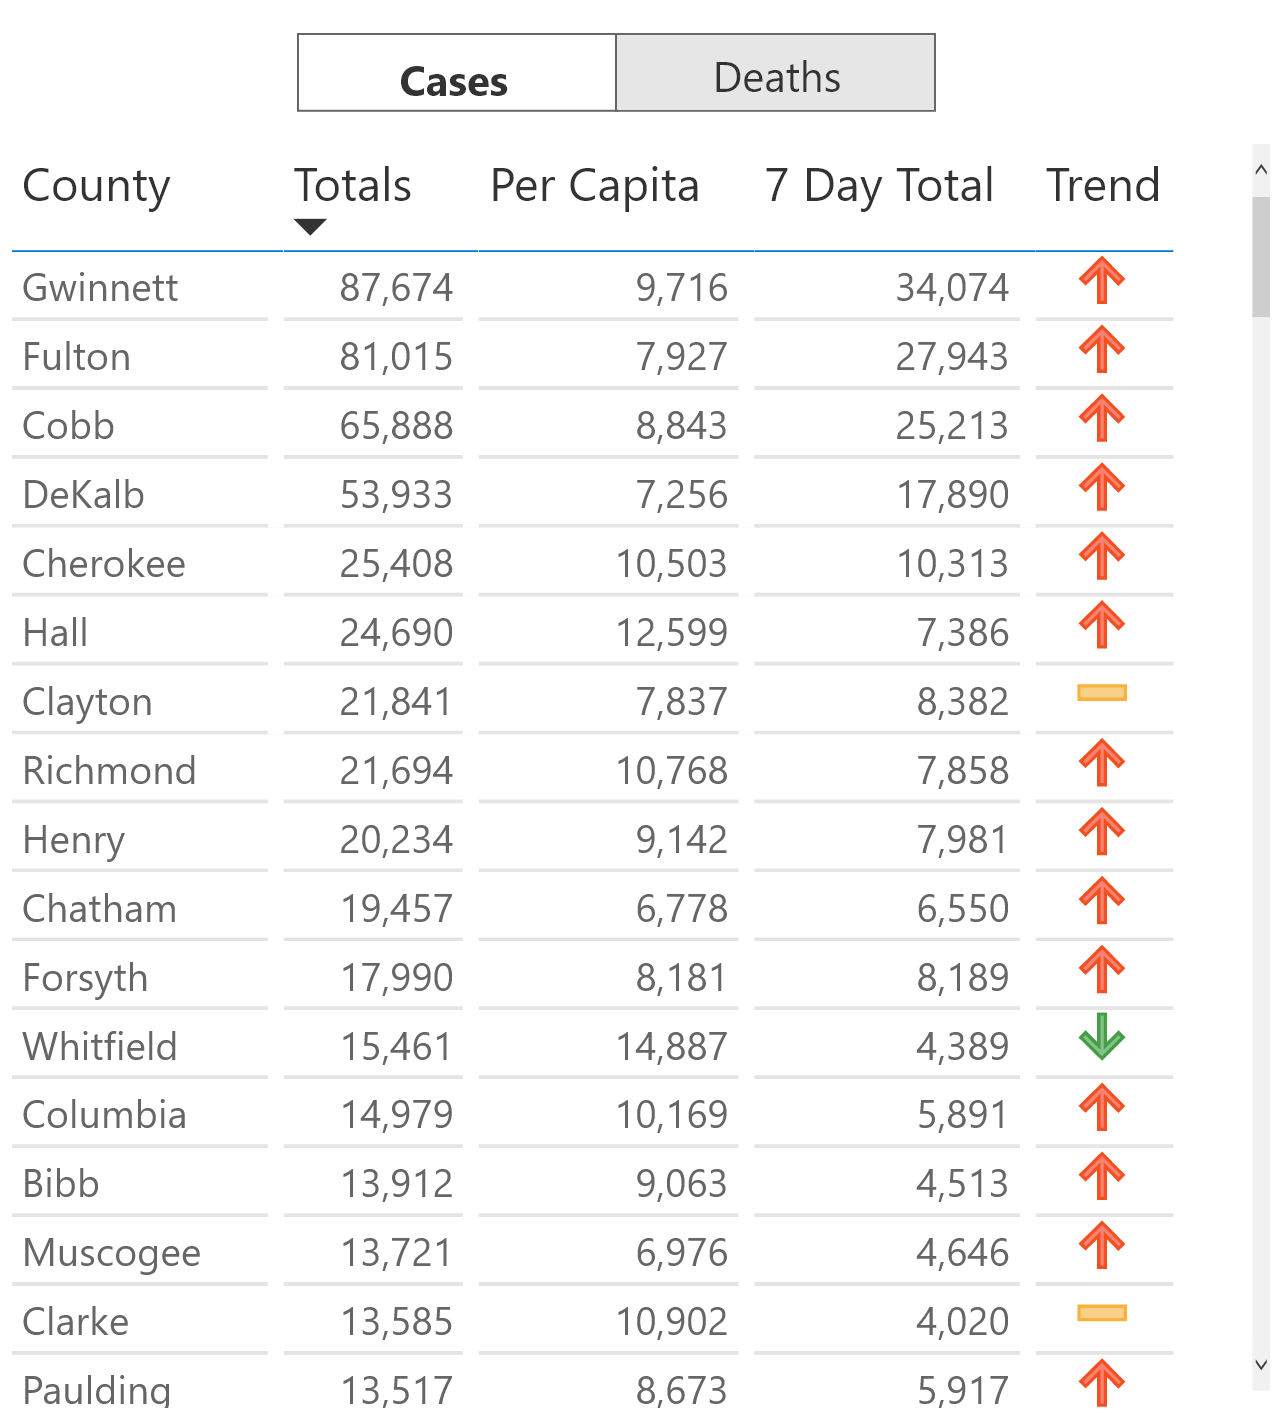 Cases Deaths
County Totals Per Capita 7 Day Total Trend
Gwinnett 87,674 9,716 34,074
Fulton 81,015 7,927 27,943
Cobb 65,888 8,843 25,213
DeKalb 53,933 7,256 17,890
Cherokee 25,408 10,503 10,313
Hall 24,690 12,599 7,386
Clayton 21,841 7,837 8,382
Richmond 21,694 10,768 7,858
Henry 20,234 9,142 7,981
Chatham 19,457 6,778 6,550
Forsyth 17,990 8,181 8,189
Whitfield 15,461 14,887 4,389
Columbia 14,979 10,169 5,891
Bibb 13,912 9,063 4,513
Muscogee 13,721 6,976 4,646
Clarke 13,585 10,902 4,020
Paulding 13,517 8,673 5,917